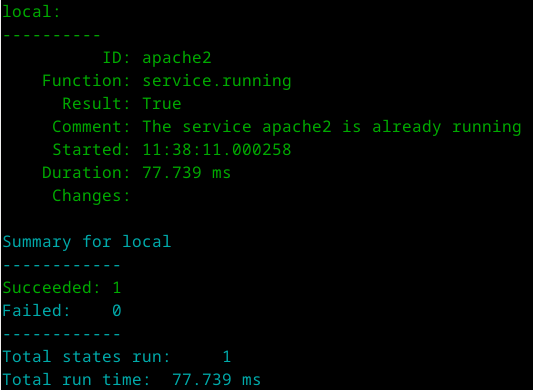 local:
----------
          ID: apache2
    Function: service.running
      Result: True
     Comment: The service apache2 is already running
     Started: 11:38:11.000258
    Duration: 77.739 ms
     Changes:

Summary for local
------------
Succeeded: 1
Failed:    0
------------
Total states run:     1
Total run time:  77.739 ms